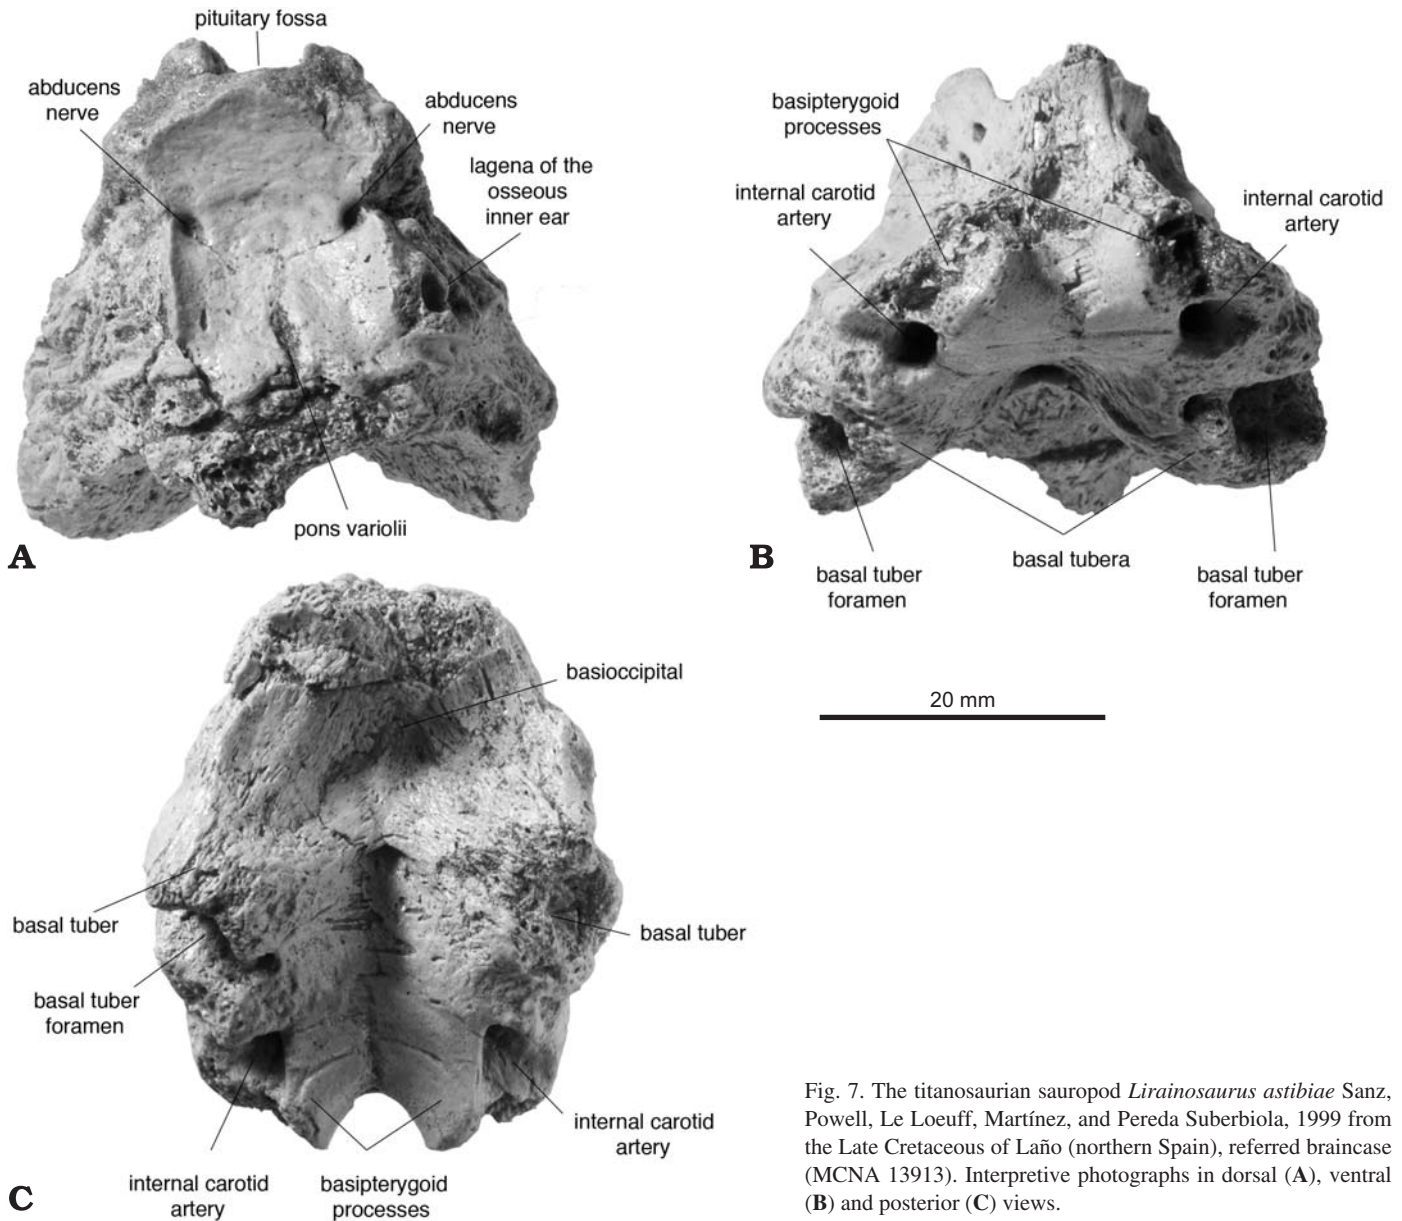 pituitary fossa
abducens
nerve
abducens
nerve
lagena of the
osseous
inner ear
pons variolii
A
basipterygoid
processes
internal carotid
artery
internal carotid
artery
basal tubera
basal tuber
foramen
basal tuber
foramen
B
20 mm
basioccipital
basal tuber
basal tuber
foramen
basal tuber
internal carotid
artery
internal carotid
artery
basipterygoid
processes
C
Fig. 7. The titanosaurian sauropod Lirainosaurus astibiae Sanz,
Powell, Le Loeuff, Martínez, and Pereda Suberbiola, 1999 from
the Late Cretaceous of Laño (northern Spain), referred braincase
(MCNA 13913). Interpretive photographs in dorsal (A), ventral
(B) and posterior (C) views.